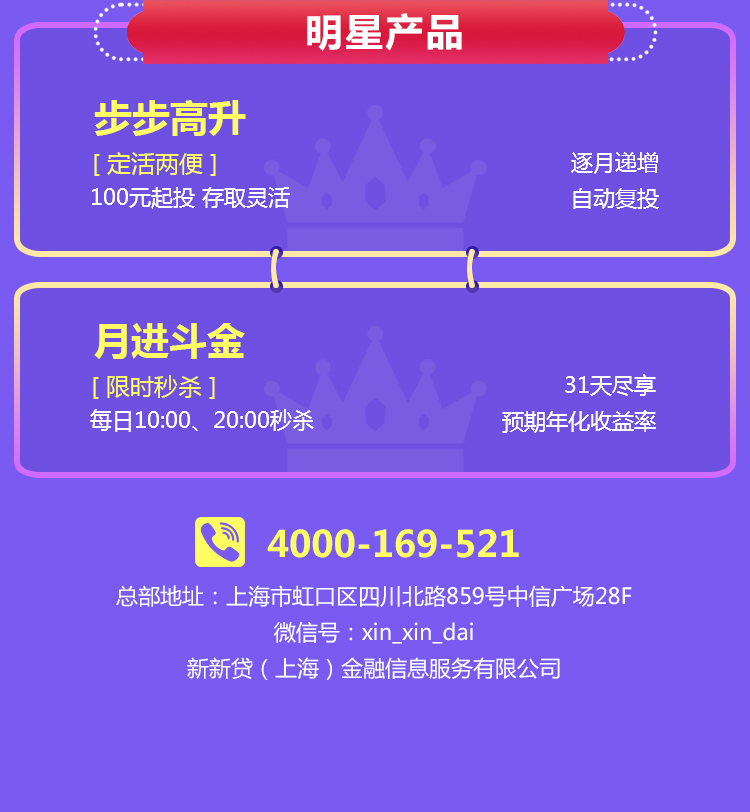 明星产品
步步高升
[ 定活两便 ]
100元起投 存取灵活
逐月递增
自动复投
月进斗金
[ 限时秒杀 ]
每日10:00、20:00秒杀
31天尽享
预期年化收益率
4000-169-521
总部地址：上海市虹口区四川北路859号中信广场28F
微信号：xin_xin_dai
新新贷（上海）金融信息服务有限公司